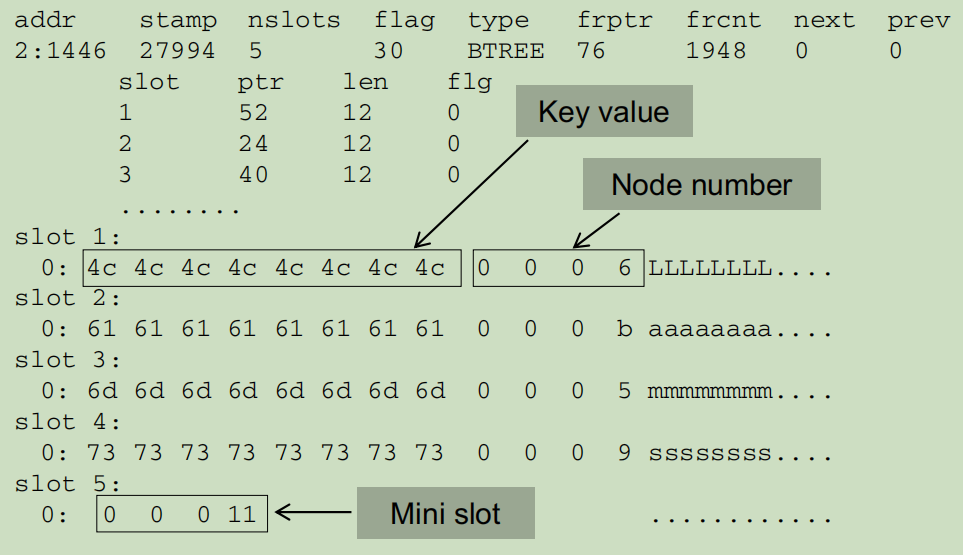 addr stamp nslots flag type frptr frcnt next prev
2:1446 27994 5 30 BTREE 76 1948 0 0
slot ptr len flg
1 52 12 0
Key value
2 24 12 0
3 40 12 0
Node number
........
slot 1:
0: 4c 4c 4c 4c 4c 4c 4c 4c 0 0 0 6 LLLLLLLL....
slot 2:
0: 61 61 61 61 61 61 61 61 0 0 0 b aaaaaaaa....
slot 3:
0: 6d 6d 6d 6d 6d 6d 6d 6d 0 0 0 5 mmmmmmmm....
slot 4:
0: 73 73 73 73 73 73 73 73 0 0 0 9 ssssssss....
slot 5:
0: 0 0 0 11 ............
Mini slot